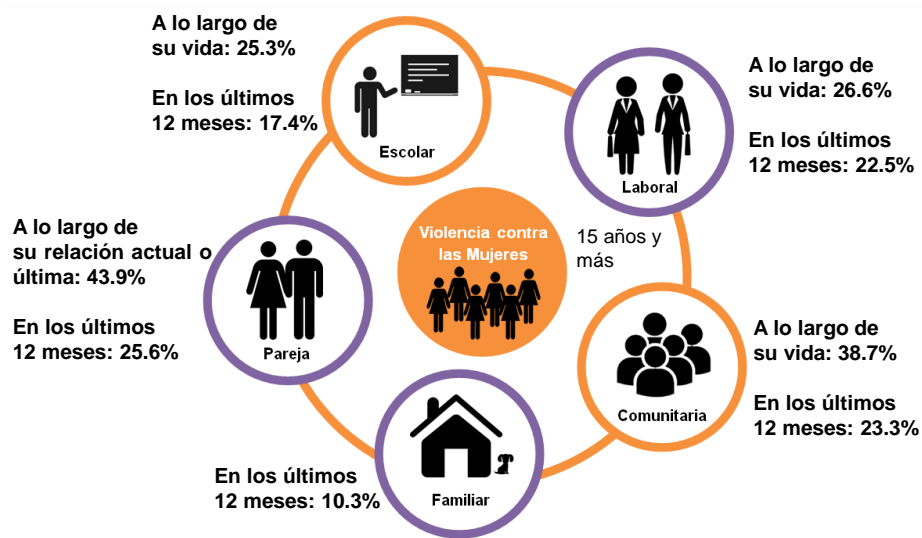 A lo largo de
su vida: 25.3%
En los últimos
12 meses: 17.4%
Escolar
A lo largo de
su vida: 26.6%
En los últimos
12 meses: 22.5%
Laboral
Violencia contra
las Mujeres
15 años y
más
A lo largo de
su relación actual o
última: 43.9%
En los últimos
12 meses: 25.6%
Pareja
A lo largo de
su vida: 38.7%
En los últimos
12 meses: 23.3%
Comunitaria
En los últimos
12 meses: 10.3%
Familiar